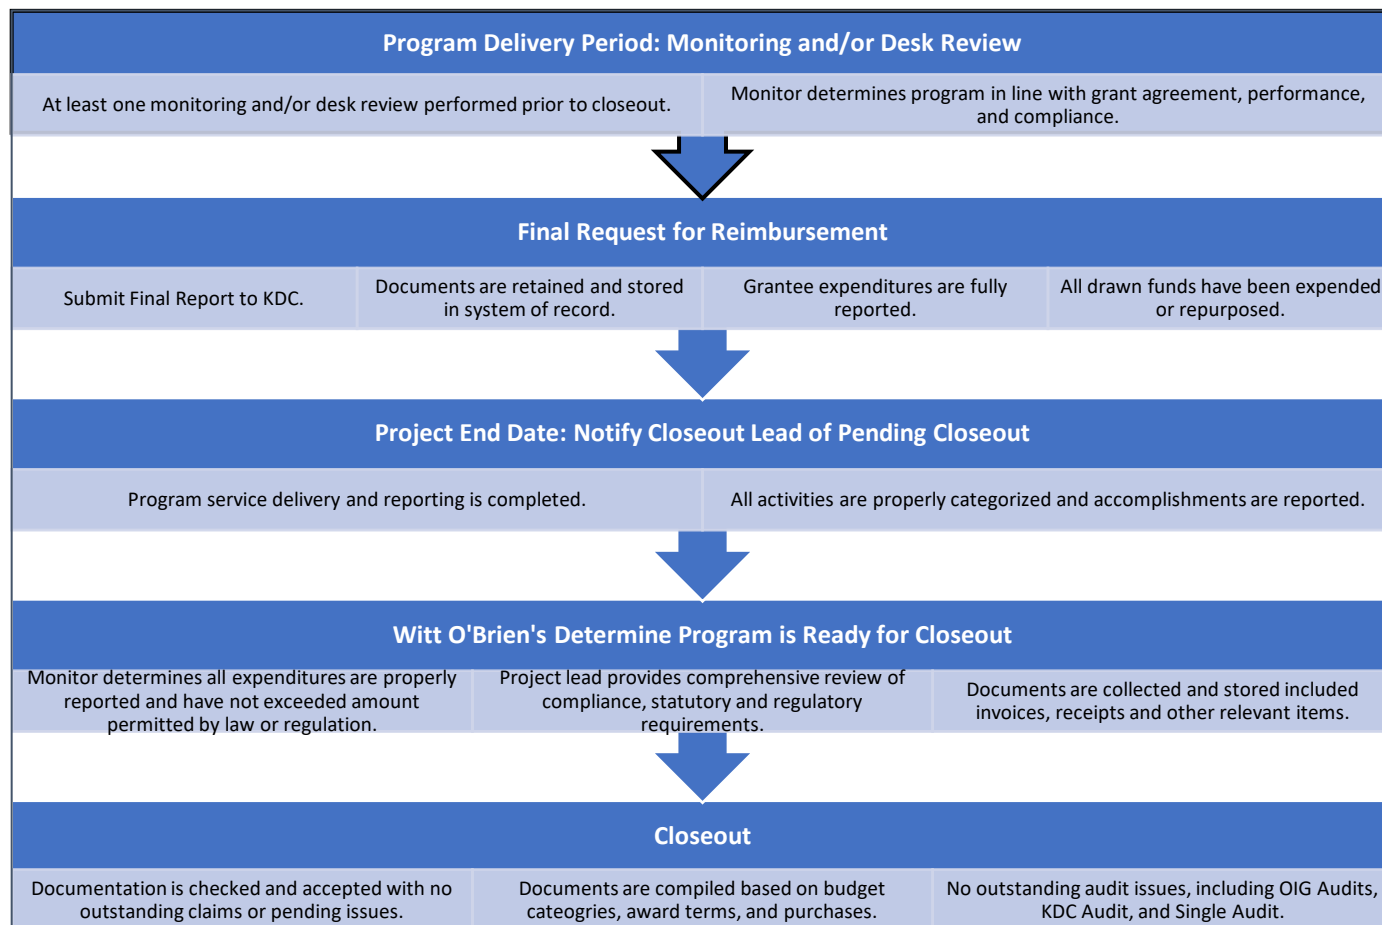 Program Delivery Period: Monitoring and/or Desk Review
At least one monitoring and/or desk review performed prior to closeout.
Monitor determines program in line with grant agreement, performance,
and compliance.
Final Request for Reimbursement
Submit Final Report to KDC.
Documents are retained and stored
in system of record.
Grantee expenditures are fully
reported.
All drawn funds have been expended
or repurposed.
Project End Date: Notify Closeout Lead of Pending Closeout
Program service delivery and reporting is completed.
All activities are properly categorized and accomplishments are reported.
Witt O'Brien's Determine Program is Ready for Closeout
Monitor determines all expenditures are properly
reported and have not exceeded amount
permitted by law or regulation.
Project lead provides comprehensive review of
compliance, statutory and regulatory
requirements.
Documents are collected and stored included
invoices, receipts and other relevant items.
Closeout
Documentation is checked and accepted with no
outstanding claims or pending issues.
Documents are compiled based on budget
cateogries, award terms, and purchases.
No outstanding audit issues, including OIG Audits,
KDC Audit, and Single Audit.